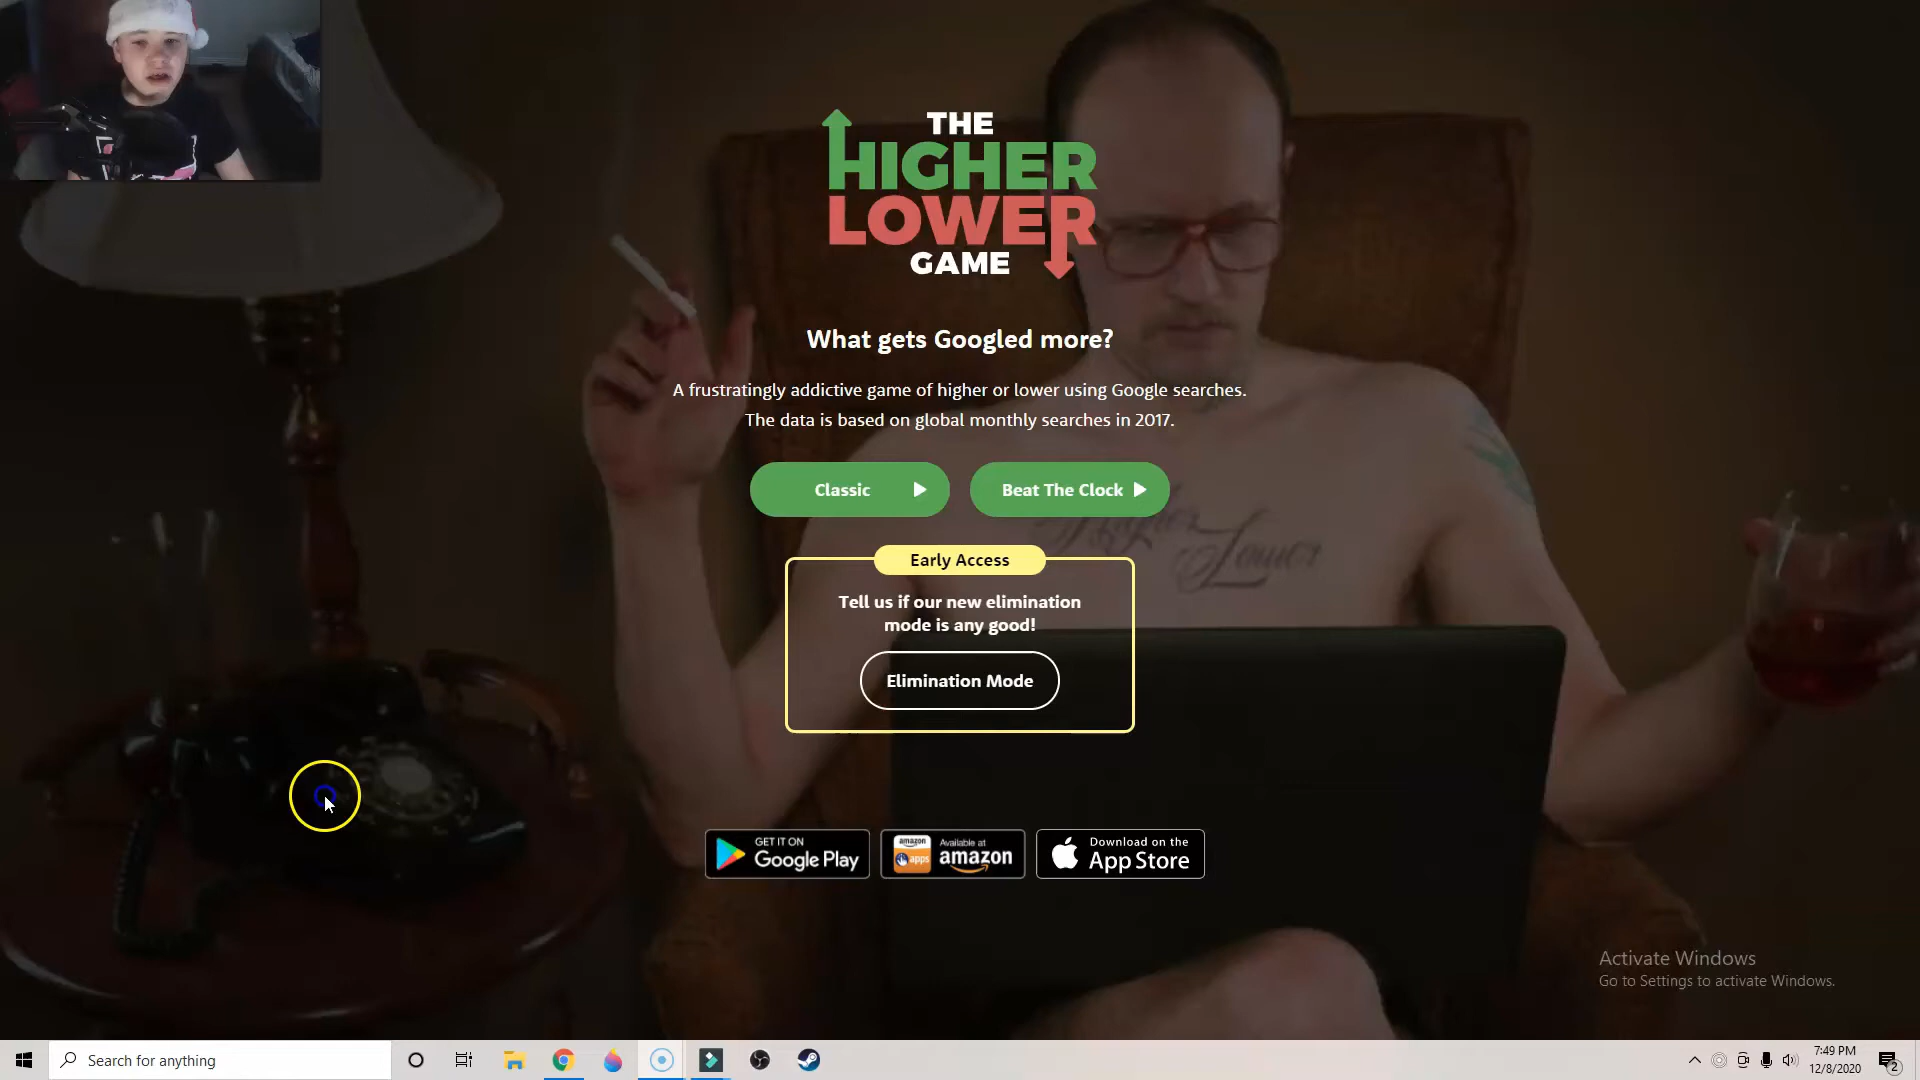 THE
HIGHER
LOWER
GAME
What gets Googled more?
A frustratingly addictive game of higher or lower using Google searches.
The data is based on global monthly searches in 2017.
Classic
Beat The Clock
Early Access
Tell us if our new elimination
mode is any good!
Elimination Mode
Higher
Lower
GET IT ON
Google Play
amazon
apps
Available at
amazon
Download on the
App Store
Activate Windows
Go to Settings to activate Windows.
Search for anything
7:49 PM
12/8/2020
2